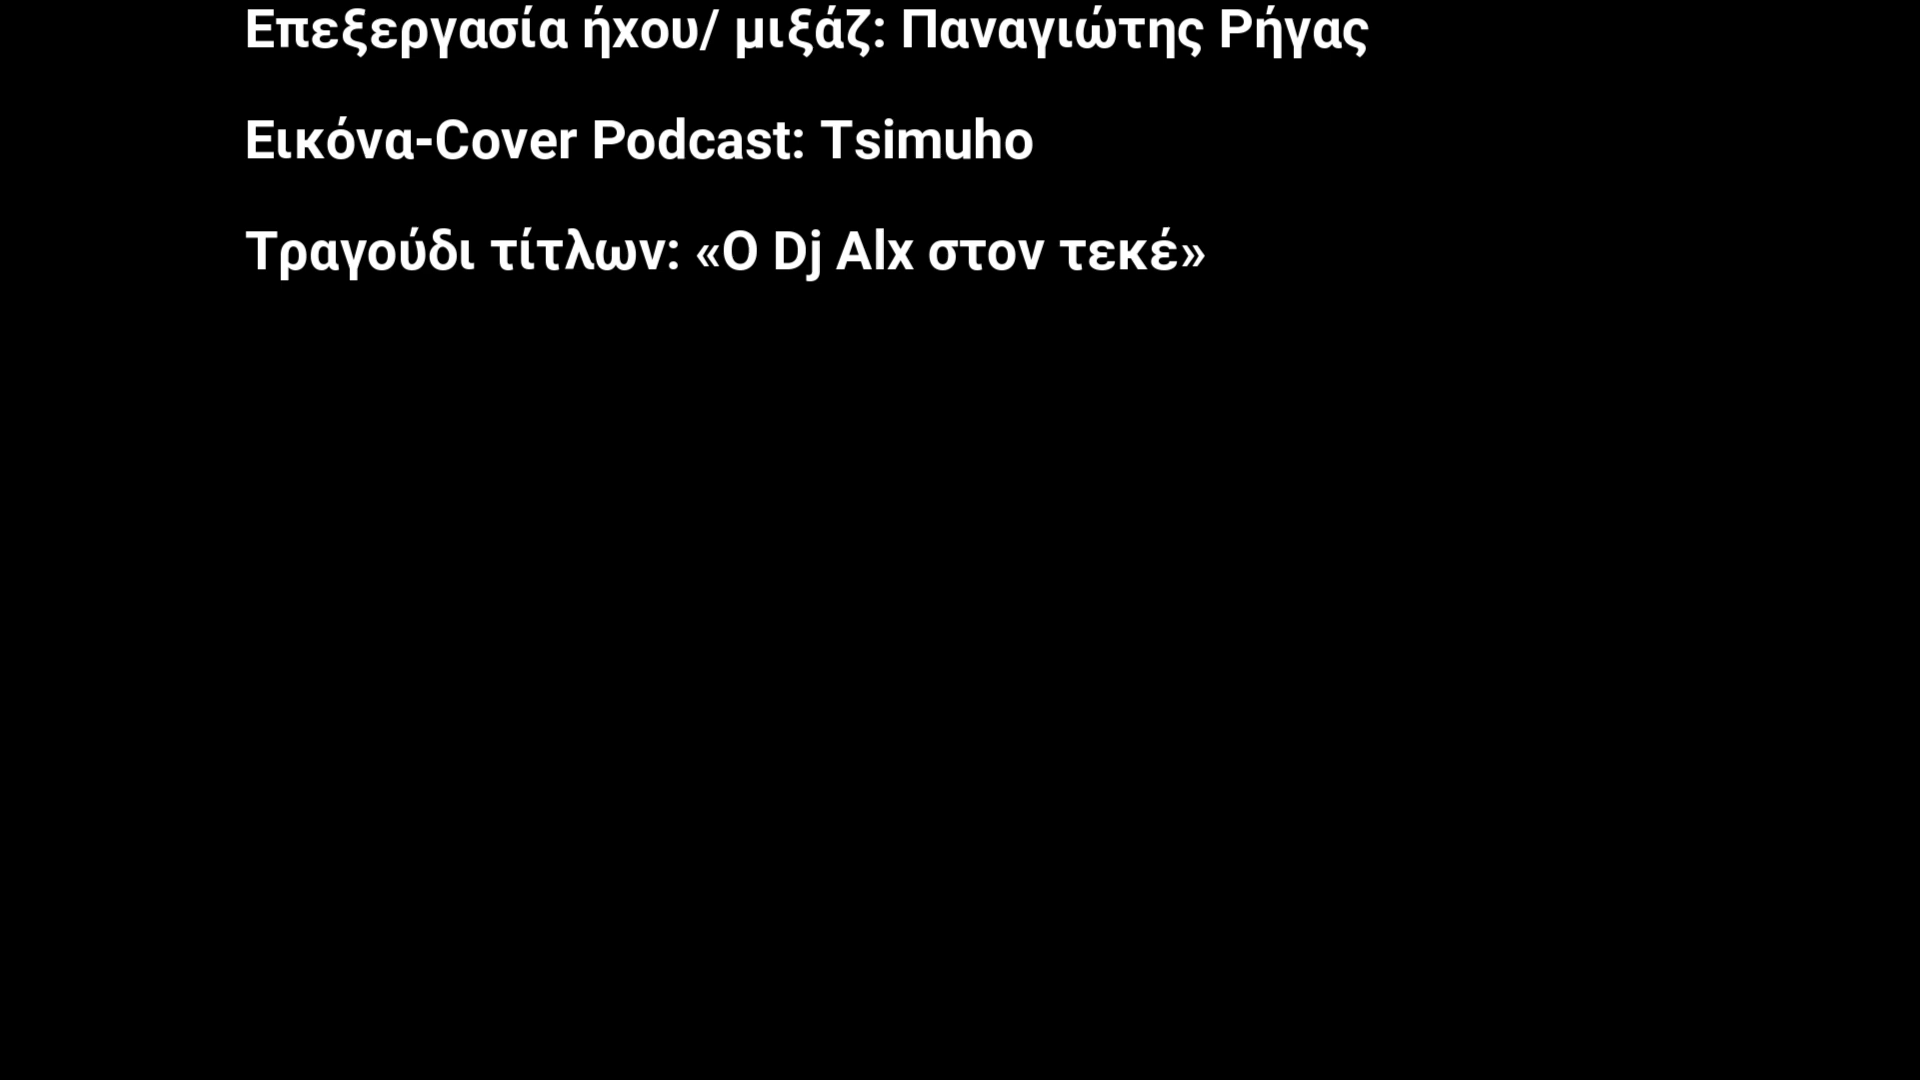 Επεξεργασία ήχου/ μιξάζ: Παναγιώτης Ρήγας
Εικόνα-Cover Podcast: Tsimuho
Τραγούδι τίτλων: «Ο Dj Alx στον τεκέ»